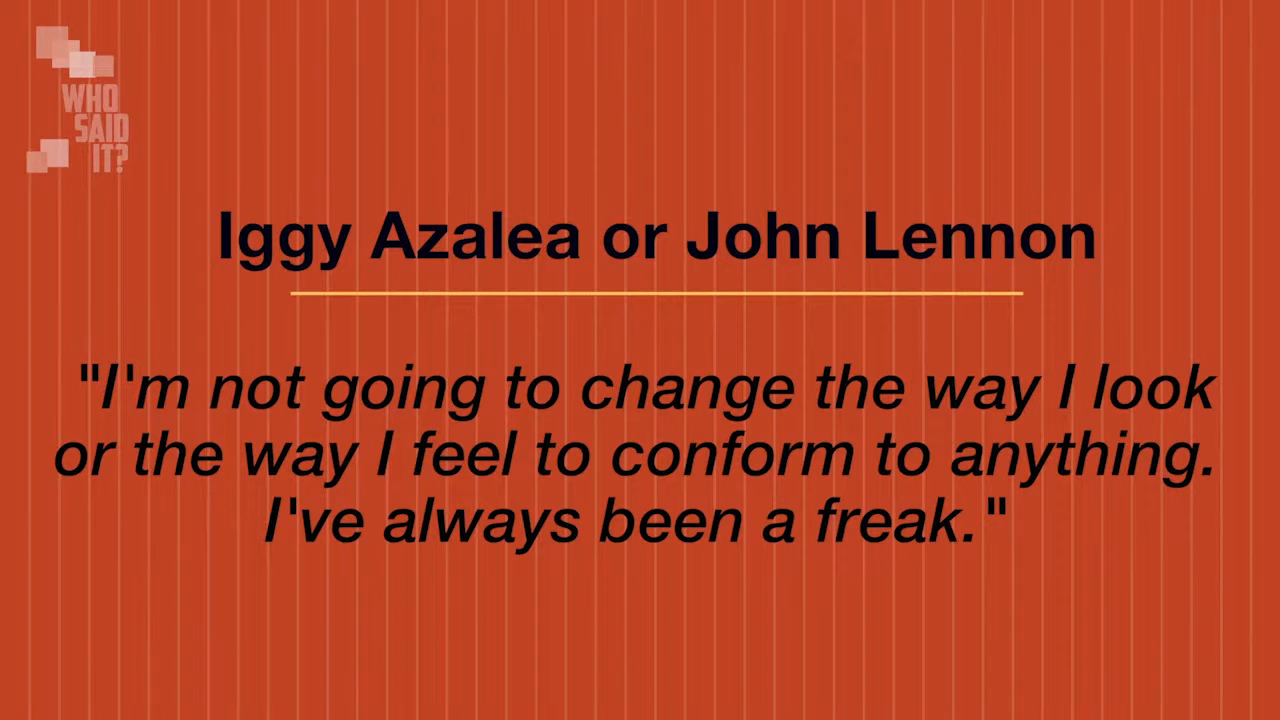 WHO
SAID
IT?
Iggy Azalea or John Lennon
"I'm not going to change the way I look
or the way I feel to conform to anything.
I've always been a freak."